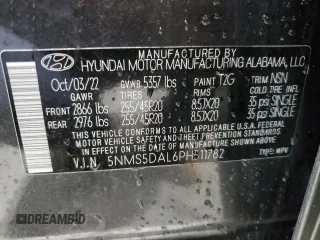 MANUFACTURED BY
HYUNDAI MOTOR MANUFACTURING ALABAMA, LLC
Oct/03/22 GVWR 5357 lbs PAINT T2G TRIM NSN
GAWR TIRES RIMS COLD TIRE INFL
FRONT 2866 lbs 255/45R20 8.5JX20 35 psi SINGLE
REAR 2976 lbs 255/45R20 8.5JX20 35 psi SINGLE
THIS VEHICLE CONFORMS TO ALL APPLICABLE U.S.A. FEDERAL
MOTOR VEHICLE SAFETY, BUMPER, AND THEFT PREVENTION
STANDARDS IN EFFECT ON THE DATE OF MANUFACTURE SHOWN ABOVE.
V.I.N. 5NMS5DAL6PH511782 TYPE: MPV
AUTOBIDMASTER